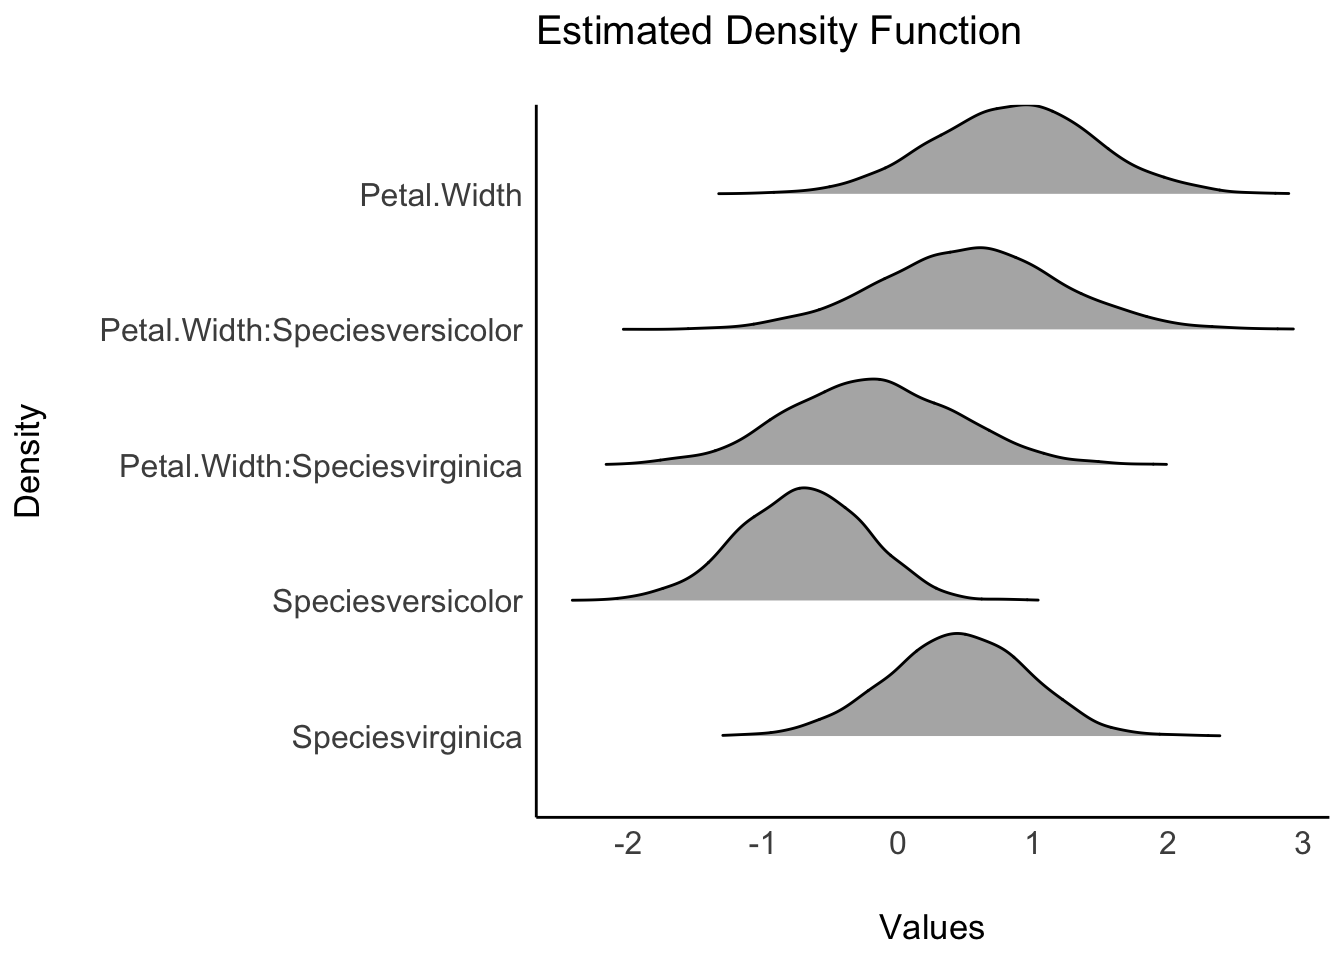 Estimated Density Function
Density
Petal.Width
Petal.Width:Speciesversicolor
Petal.Width:Speciesvirginica
Speciesversicolor
Speciesvirginica
-2 -1 0 1 2 3
Values